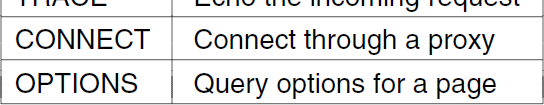 TRACE Echo the incoming request
CONNECT Connect through a proxy
OPTIONS Query options for a page